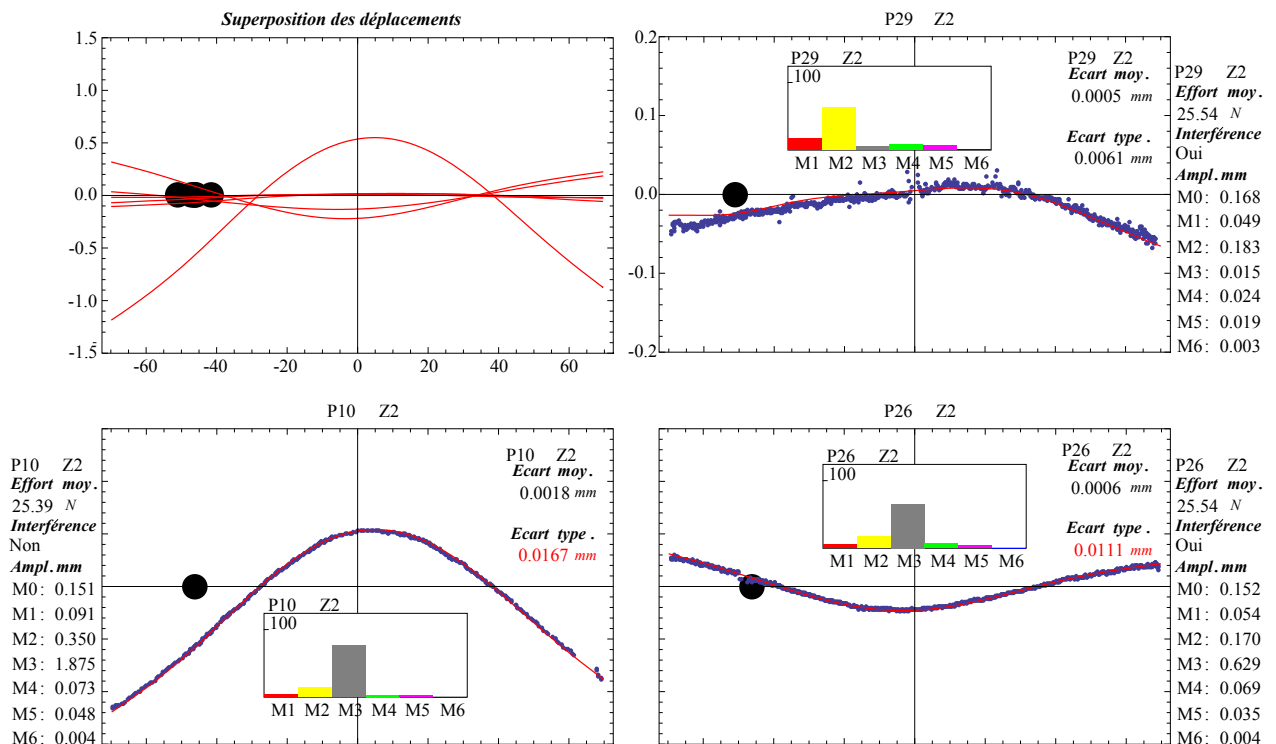 Superposition des déplacements
1.5
1.0
0.5
0.0
-0.5
-1.0
-1.5
-60 -40 -20 0 20 40 60
P29 Z2
0.2
0.1
0.0
-0.1
-0.2
P29 Z2
100
M1 M2 M3 M4 M5 M6
P29 Z2
Ecart moy.
0.0005 mm
Ecart type.
0.0061 mm
P29 Z2
Effort moy.
25.54 N
Interférence
Oui
Ampl.mm
M0: 0.168
M1: 0.049
M2: 0.183
M3: 0.015
M4: 0.024
M5: 0.019
M6: 0.003
P10 Z2
P10 Z2
Effort moy.
25.39 N
Interférence
Non
Ampl.mm
M0: 0.151
M1: 0.091
M2: 0.350
M3: 1.875
M4: 0.073
M5: 0.048
M6: 0.004
P10 Z2
Ecart moy.
0.0018 mm
Ecart type.
0.0167 mm
P10 Z2
100
M1 M2 M3 M4 M5 M6
P26 Z2
P26 Z2
100
M1 M2 M3 M4 M5 M6
P26 Z2
Ecart moy.
0.0006 mm
Ecart type.
0.0111 mm
P26 Z2
Effort moy.
25.54 N
Interférence
Oui
Ampl.mm
M0: 0.152
M1: 0.054
M2: 0.170
M3: 0.629
M4: 0.069
M5: 0.035
M6: 0.004